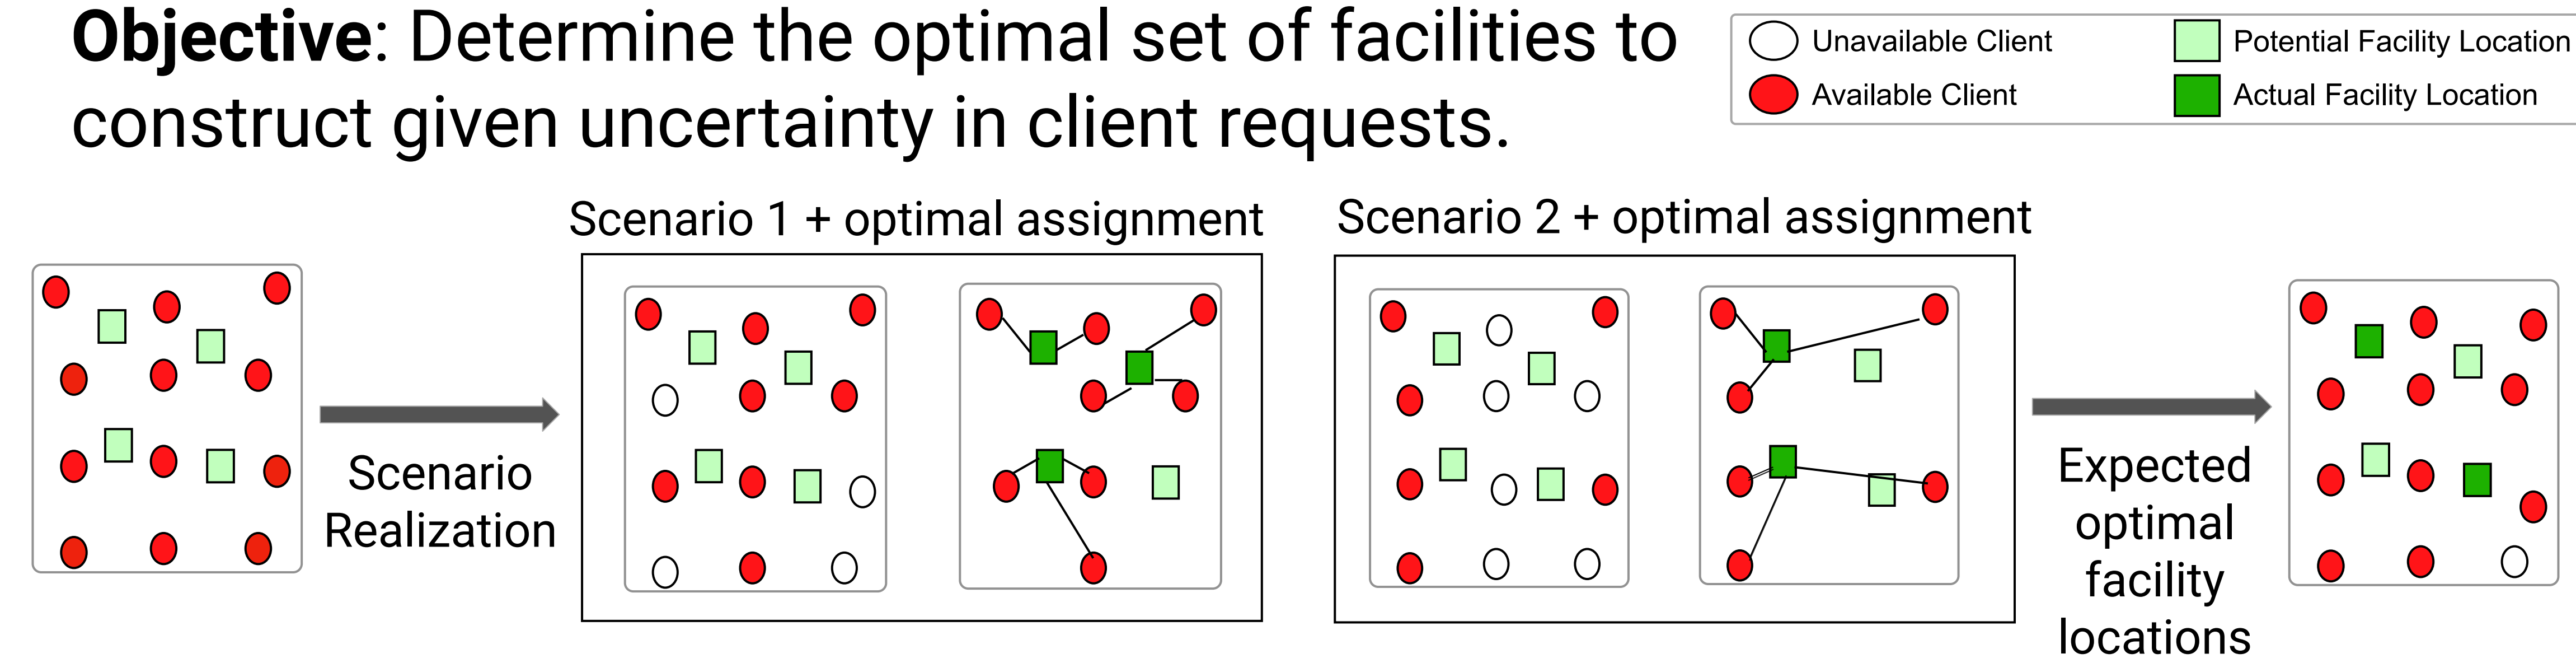 Objective: Determine the optimal set of facilities to
construct given uncertainty in client requests.
Unavailable Client
Potential Facility Location
Available Client
Actual Facility Location
Scenario 1 + optimal assignment
Scenario 2 + optimal assignment
Scenario
Realization
Expected
optimal
facility
locations